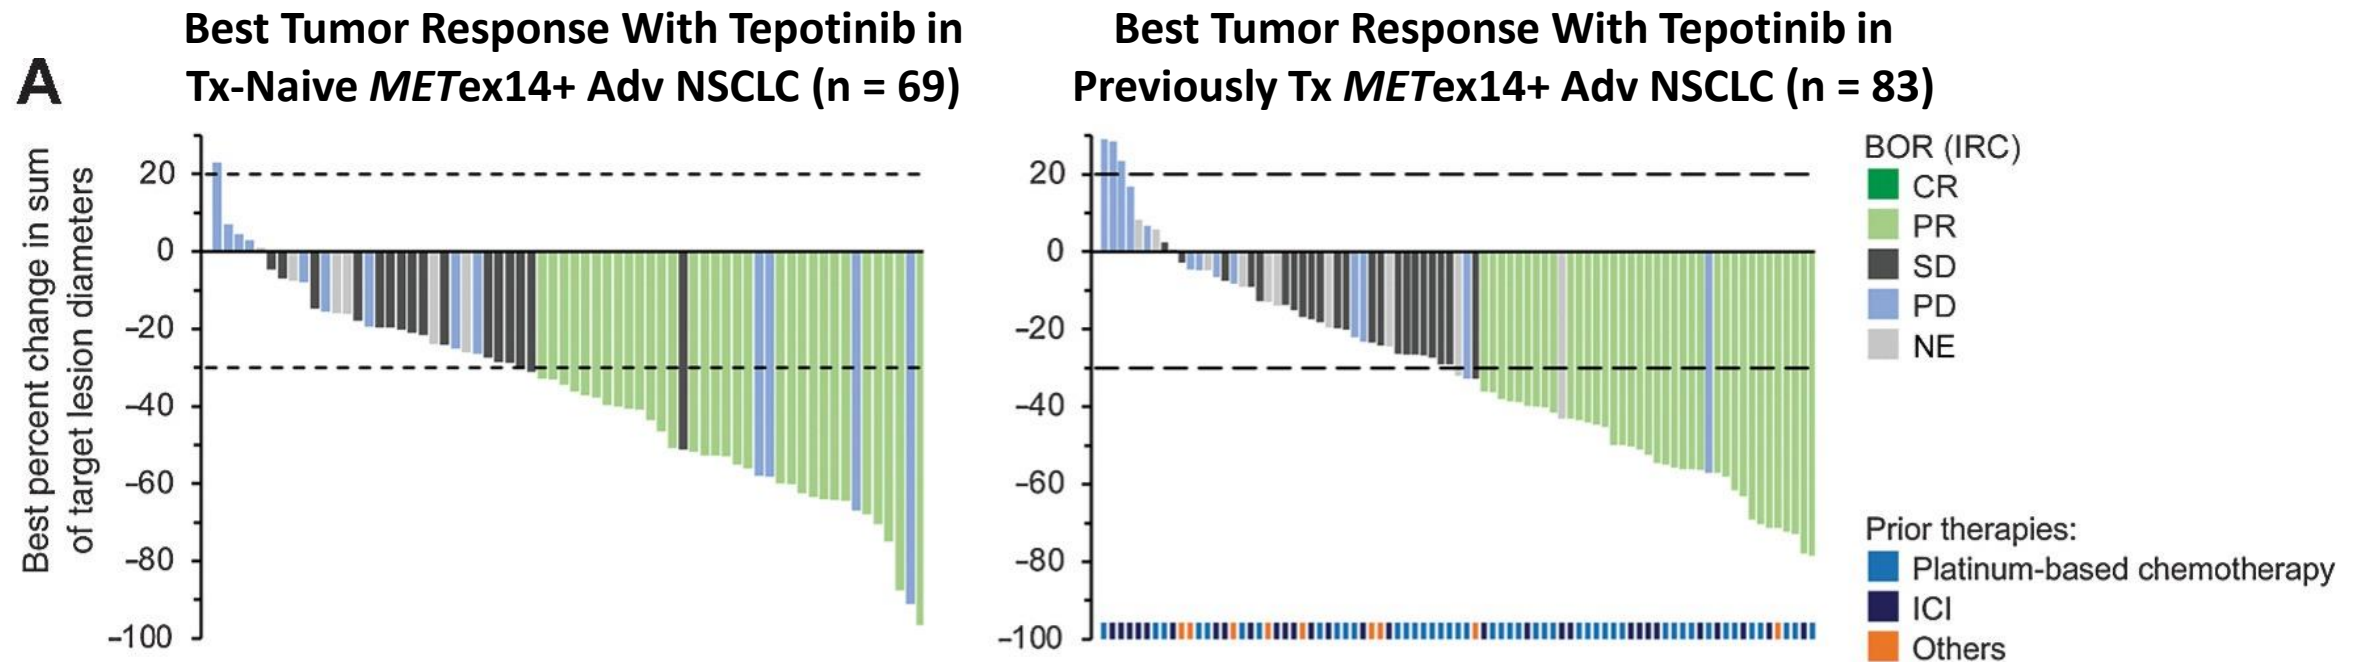 A
Best Tumor Response With Tepotinib in
Tx-Naive METex14+ Adv NSCLC (n = 69)
Best percent change in sum
of target lesion diameters
20
0
–20
–40
–60
–80
–100
Best Tumor Response With Tepotinib in
Previously Tx METex14+ Adv NSCLC (n = 83)
20
0
–20
–40
–60
–80
–100
BOR (IRC)
CR
PR
SD
PD
NE
Prior therapies:
Platinum-based chemotherapy
ICI
Others